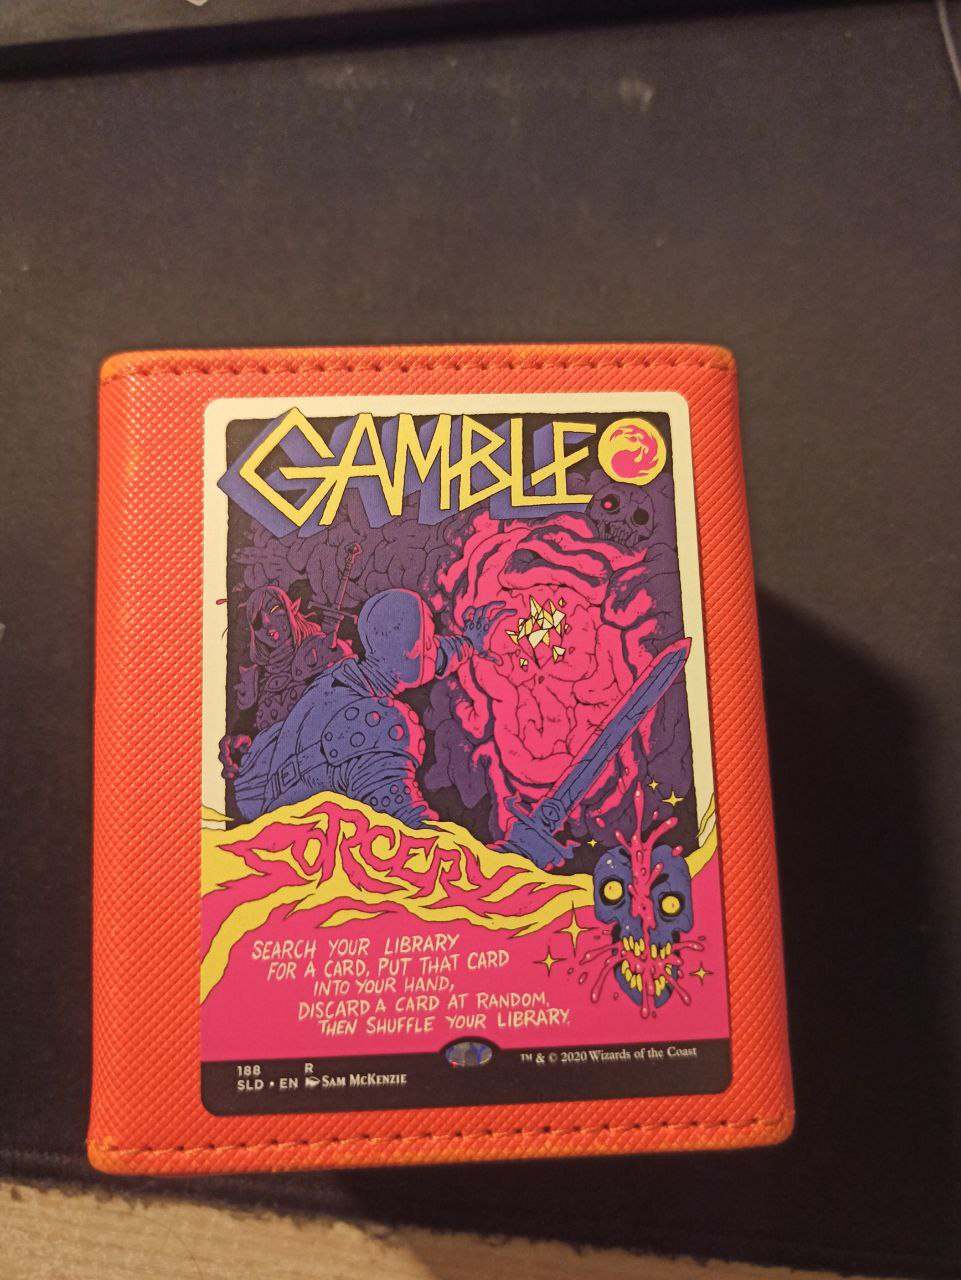 GAMBLE
SORCERY
SEARCH YOUR LIBRARY
FOR A CARD, PUT THAT CARD
INTO YOUR HAND,
DISCARD A CARD AT RANDOM,
THEN SHUFFLE YOUR LIBRARY.
188 R
SLD • EN SAM MCKENZIE
™ & © 2020 Wizards of the Coast